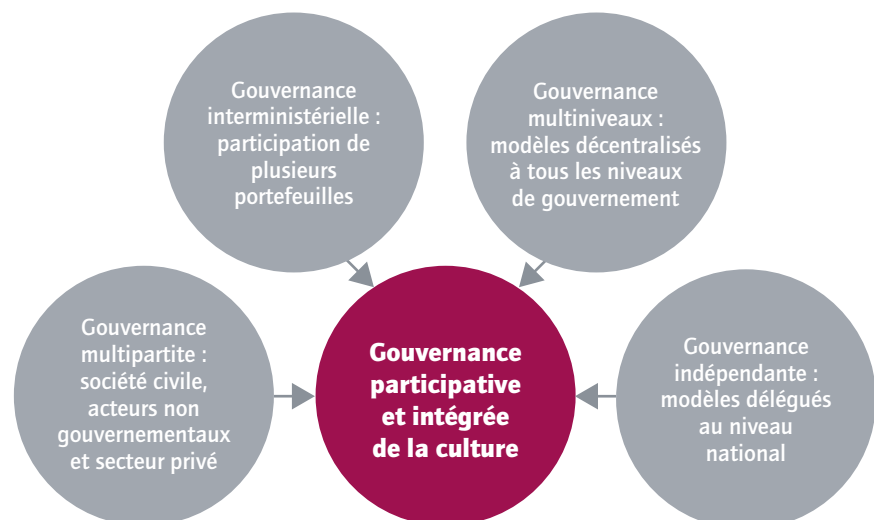 Gouvernance
interministérielle :
participation de
plusieurs
portefeuilles
Gouvernance
multiniveaux :
modèles décentralisés
à tous les niveaux
de gouvernement
Gouvernance
multipartite :
société civile,
acteurs non
gouvernementaux
et secteur privé
Gouvernance
participative
et intégrée
de la culture
Gouvernance
indépendante :
modèles délégués
au niveau
national